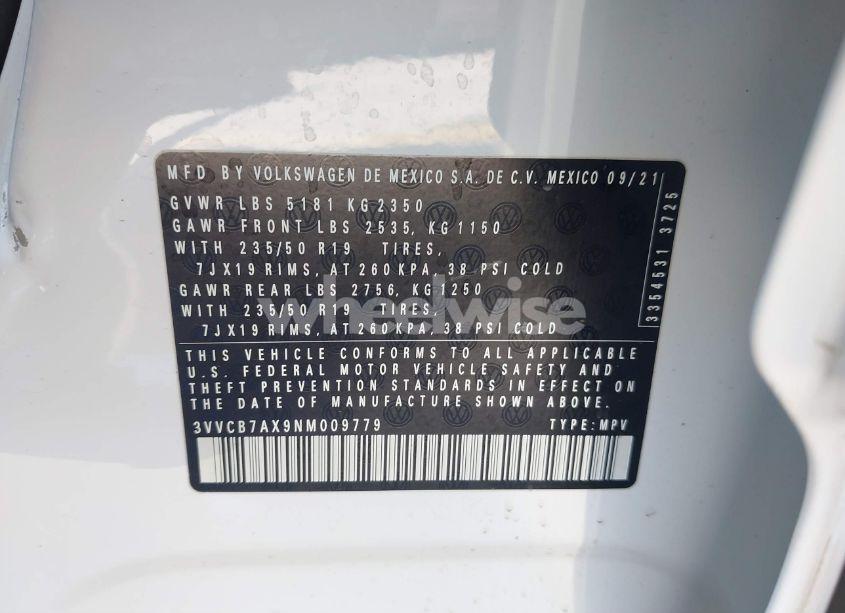 MFD BY VOLKSWAGEN DE MEXICO S.A. DE C.V. MEXICO 09/21
GVWR LBS 5181 KG 2350
GAWR FRONT LBS 2535, KG 1150
WITH 235/50 R19 TIRES,
7JX19 RIMS, AT 260 KPA, 38 PSI COLD
GAWR REAR LBS 2756, KG 1250
WITH 235/50 R19 TIRES,
7JX19 RIMS, AT 260 KPA, 38 PSI COLD
3354531 3725
THIS VEHICLE CONFORMS TO ALL APPLICABLE
U.S. FEDERAL MOTOR VEHICLE SAFETY AND
THEFT PREVENTION STANDARDS IN EFFECT ON
THE DATE OF MANUFACTURE SHOWN ABOVE.
3VVCB7AX9NM009779 TYPE: MPV
wheelwise